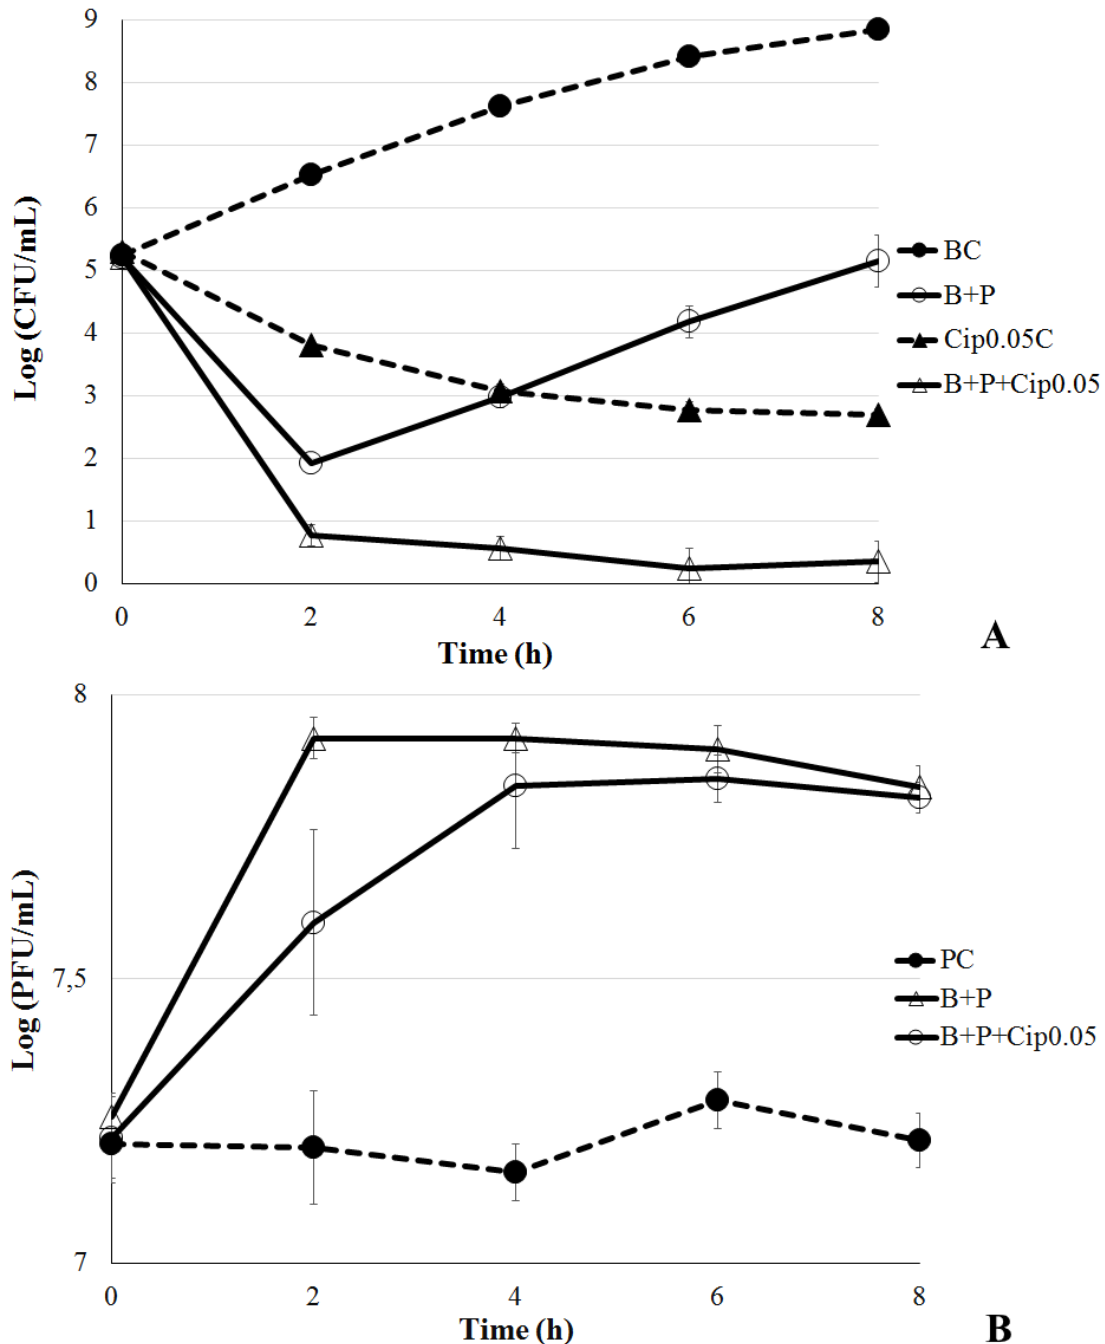 9
8
7
6
5
4
3
2
1
0
Log (CFU/mL)
BC
B+P
Cip0.05C
B+P+Cip0.05
0 2 4 6 8
Time (h)
A
8
7,5
7
Log (PFU/mL)
PC
B+P
B+P+Cip0.05
0 2 4 6 8
Time (h)
B